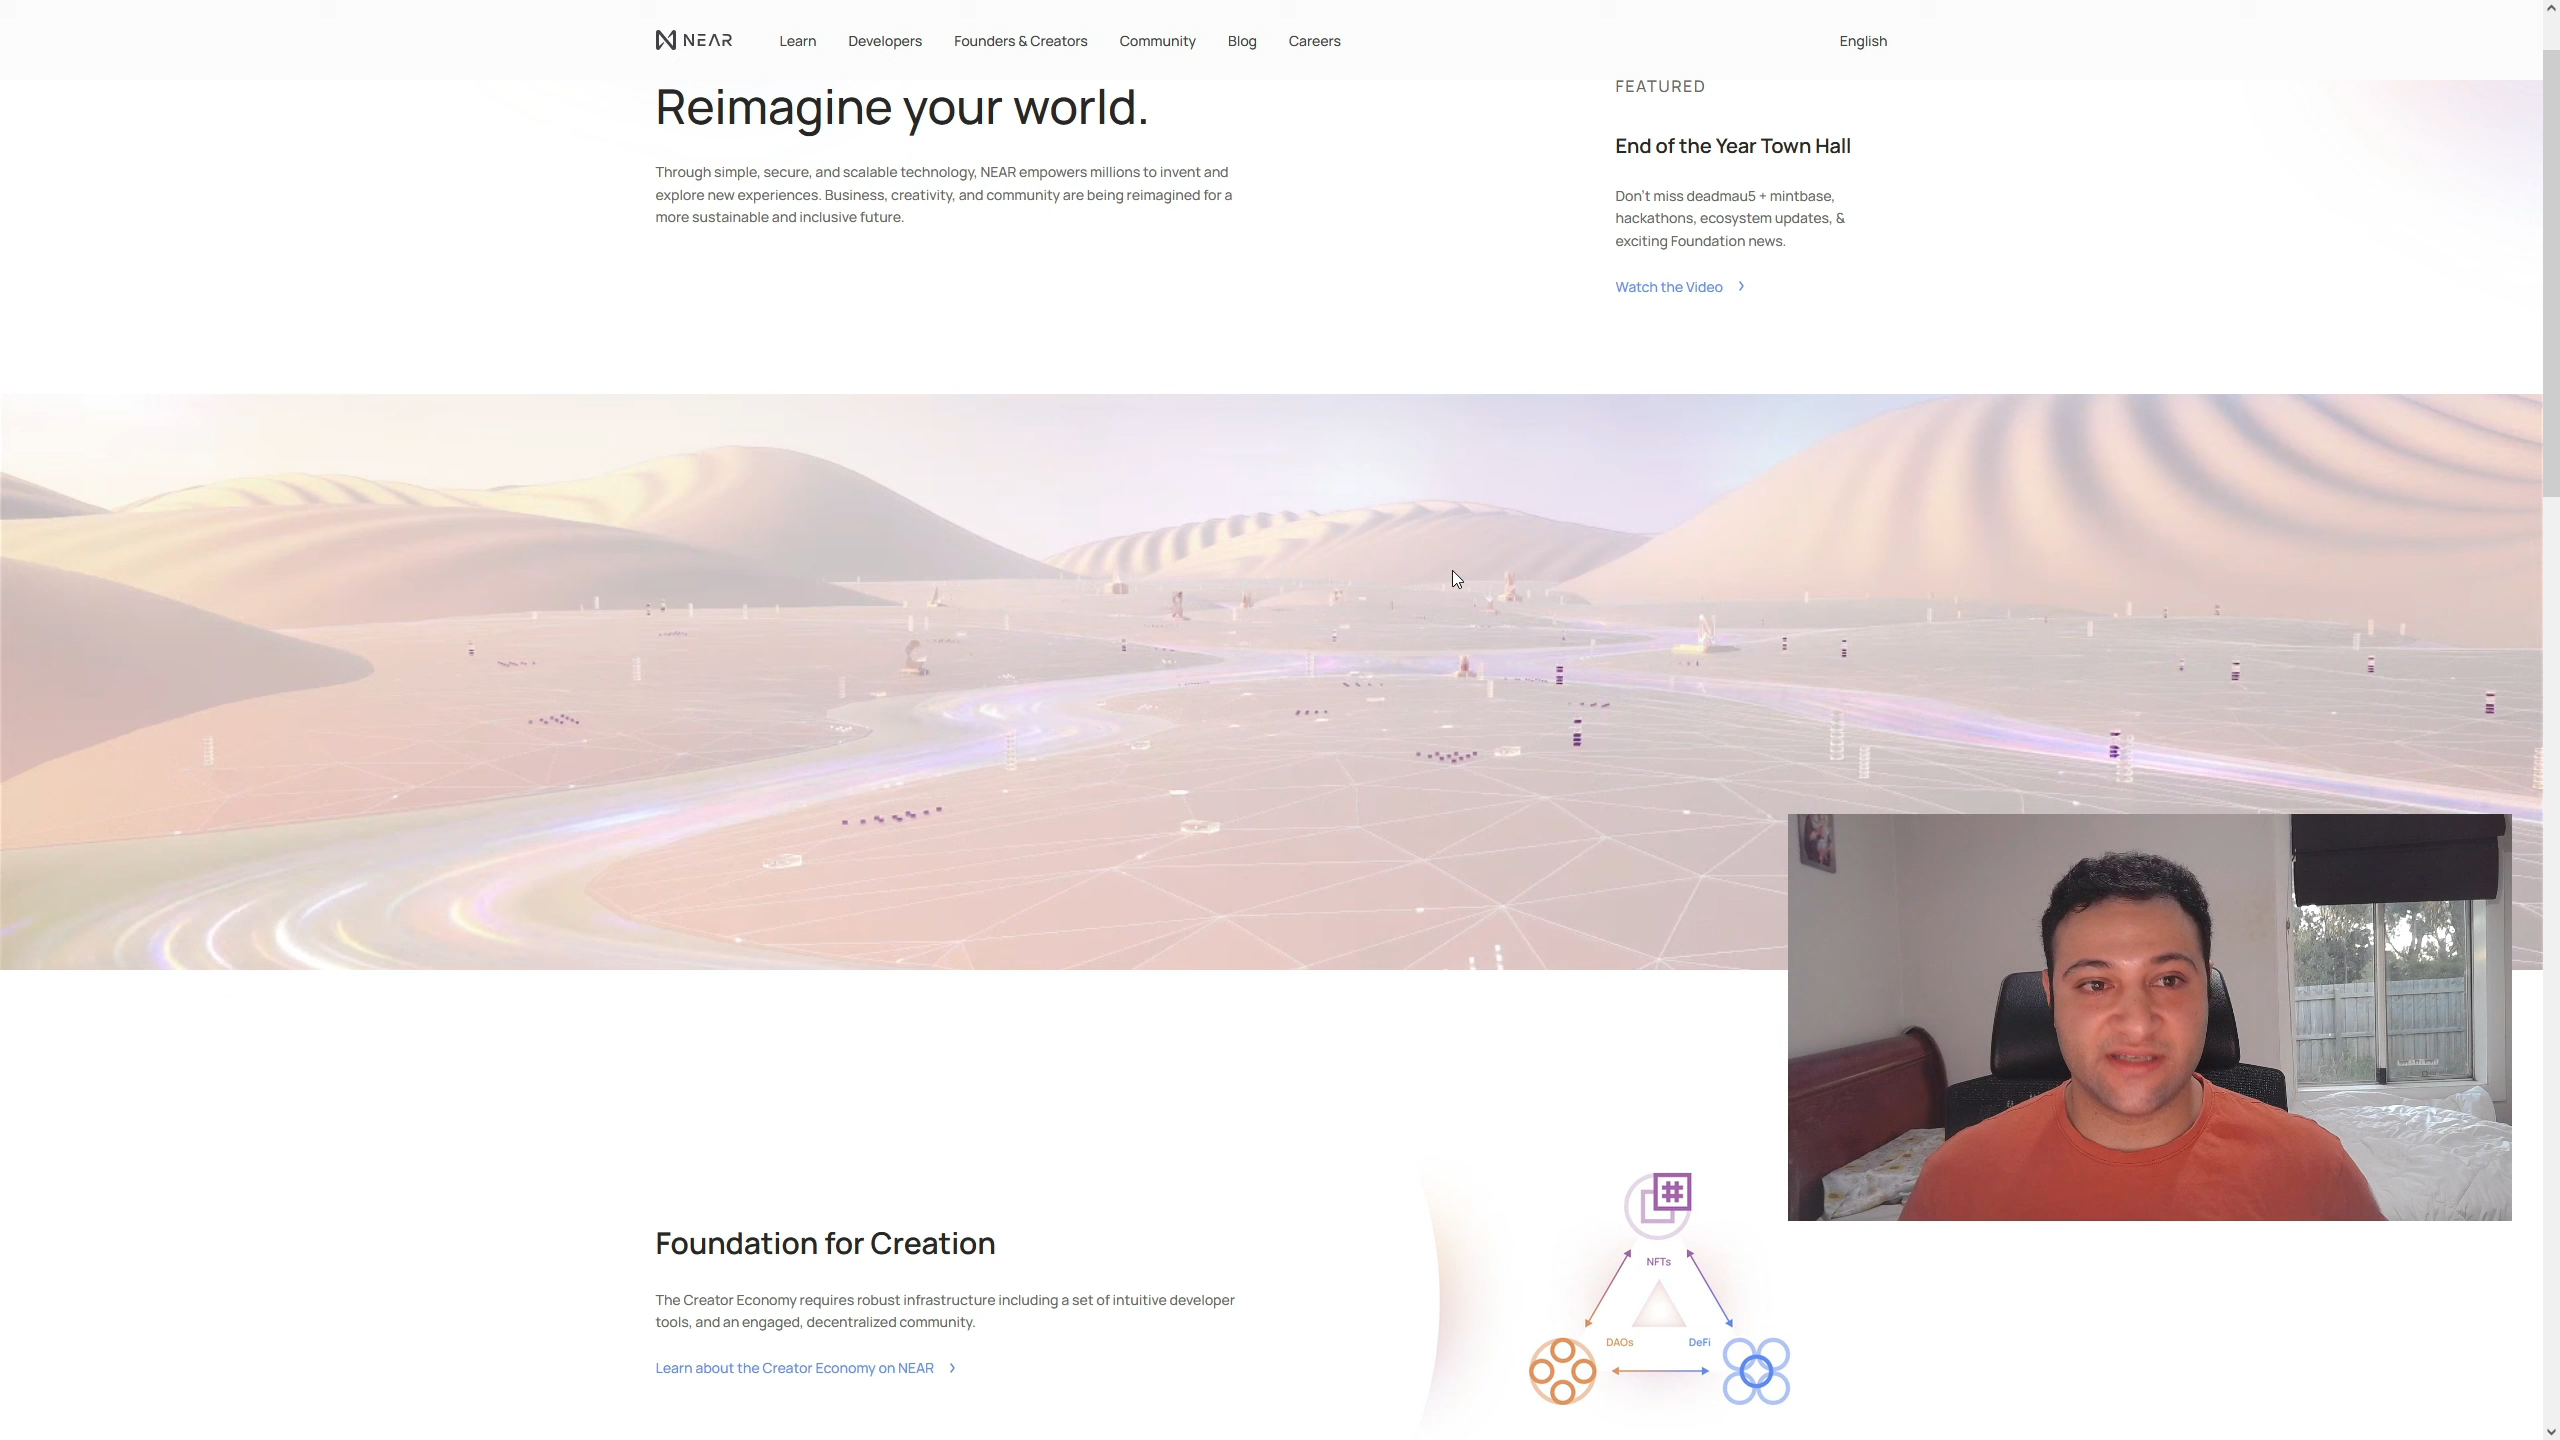 NEAR
Learn
Developers
Founders & Creators
Community
Blog
Careers
English
Reimagine your world.
Through simple, secure, and scalable technology, NEAR empowers millions to invent and
explore new experiences. Business, creativity, and community are being reimagined for a
more sustainable and inclusive future.
FEATURED
End of the Year Town Hall
Don't miss deadmau5 + mintbase,
hackathons, ecosystem updates, &
exciting Foundation news.
Watch the Video
Foundation for Creation
The Creator Economy requires robust infrastructure including a set of intuitive developer
tools, and an engaged, decentralized community.
Learn about the Creator Economy on NEAR
#
NFTs
DAOs
DeFi